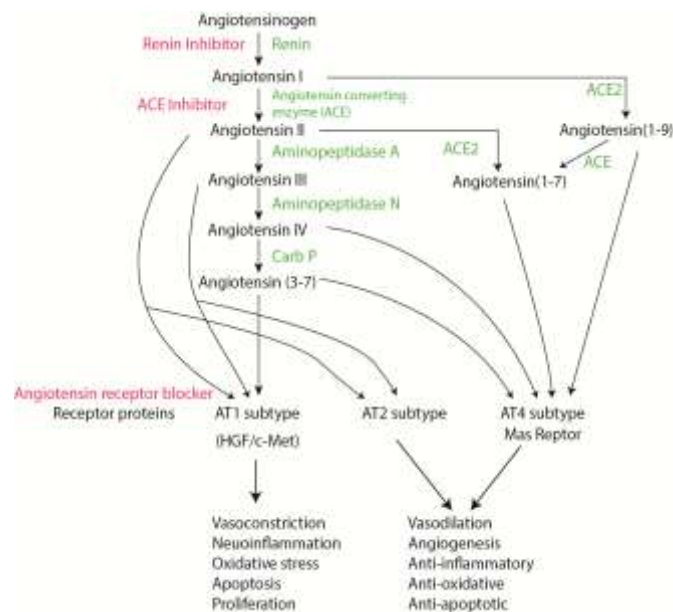 Angiotensinogen
Renin Inhibitor
Renin
Angiotensin I
ACE2
ACE Inhibitor
Angiotensin converting
enzyme (ACE)
Angiotensin II
Angiotensin(1-9)
Aminopeptidase A
ACE2
ACE
Angiotensin III
Angiotensin(1-7)
Aminopeptidase N
Angiotensin IV
Carb P
Angiotensin (3-7)
Angiotensin receptor blocker
Receptor proteins
AT1 subtype
AT2 subtype
AT4 subtype
(HGF/c-Met)
Mas Reptor
Vasoconstriction
Neuoinflammation
Oxidative stress
Apoptosis
Proliferation
Vasodilation
Angiogenesis
Anti-inflammatory
Anti-oxidative
Anti-apoptotic